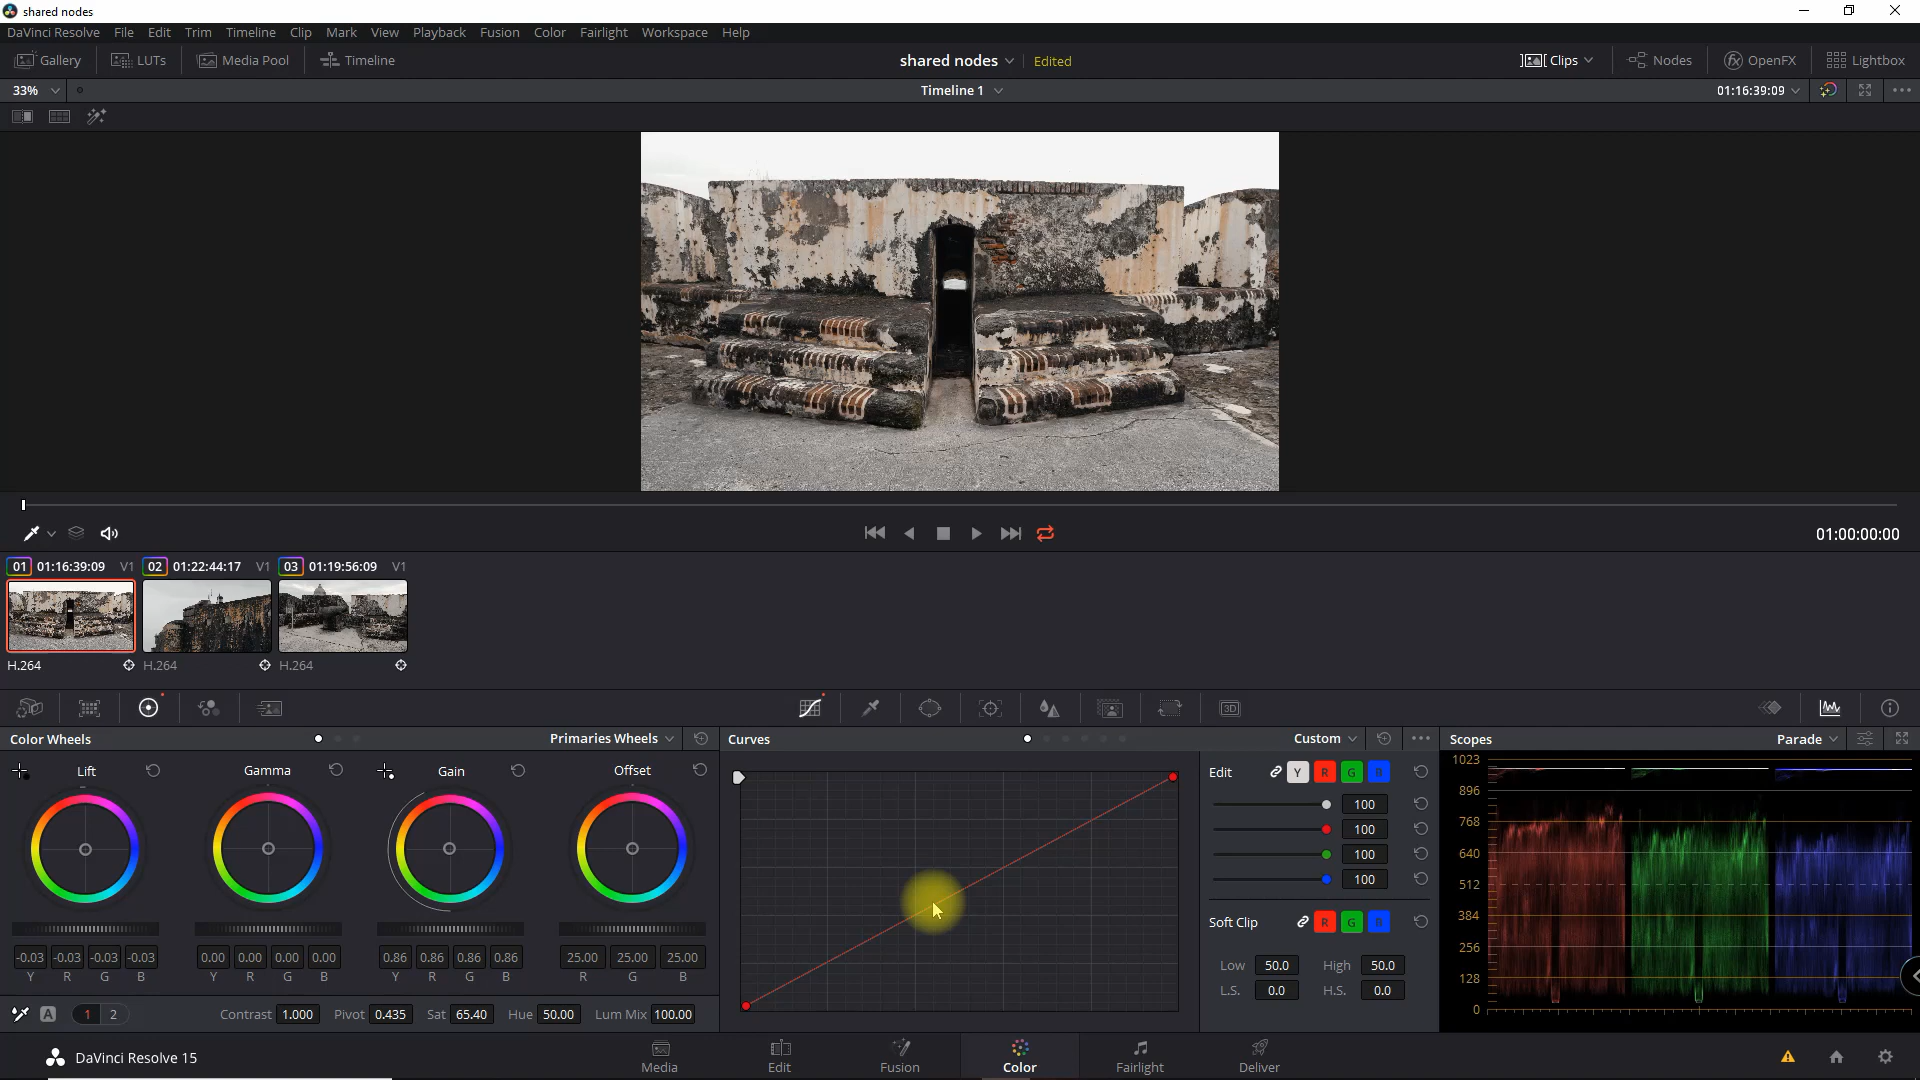 shared nodes
DaVinci Resolve File Edit Trim Timeline Clip Mark View Playback Fusion Color Fairlight Workspace Help
Gallery LUTs Media Pool Timeline shared nodes Edited Clips Nodes OpenFX Lightbox
33% Timeline 1 01:16:39:09
01:00:00:00
01 01:16:39:09 V1 02 01:22:44:17 V1 03 01:19:56:09 V1
H.264 H.264 H.264
3D
Color Wheels Primaries Wheels Curves Custom Scopes Parade
Lift Gamma Gain Offset
Edit Y R G B
100
100
100
100
Soft Clip R G B
Low 50.0 High 50.0
L.S. 0.0 H.S. 0.0
1023
896
768
640
512
384
256
128
0
-0.03 -0.03 -0.03 -0.03 0.00 0.00 0.00 0.00 0.86 0.86 0.86 0.86 25.00 25.00 25.00
Y R G B Y R G B Y R G B R G B
A 1 2 Contrast 1.000 Pivot 0.435 Sat 65.40 Hue 50.00 Lum Mix 100.00
DaVinci Resolve 15 Media Edit Fusion Color Fairlight Deliver